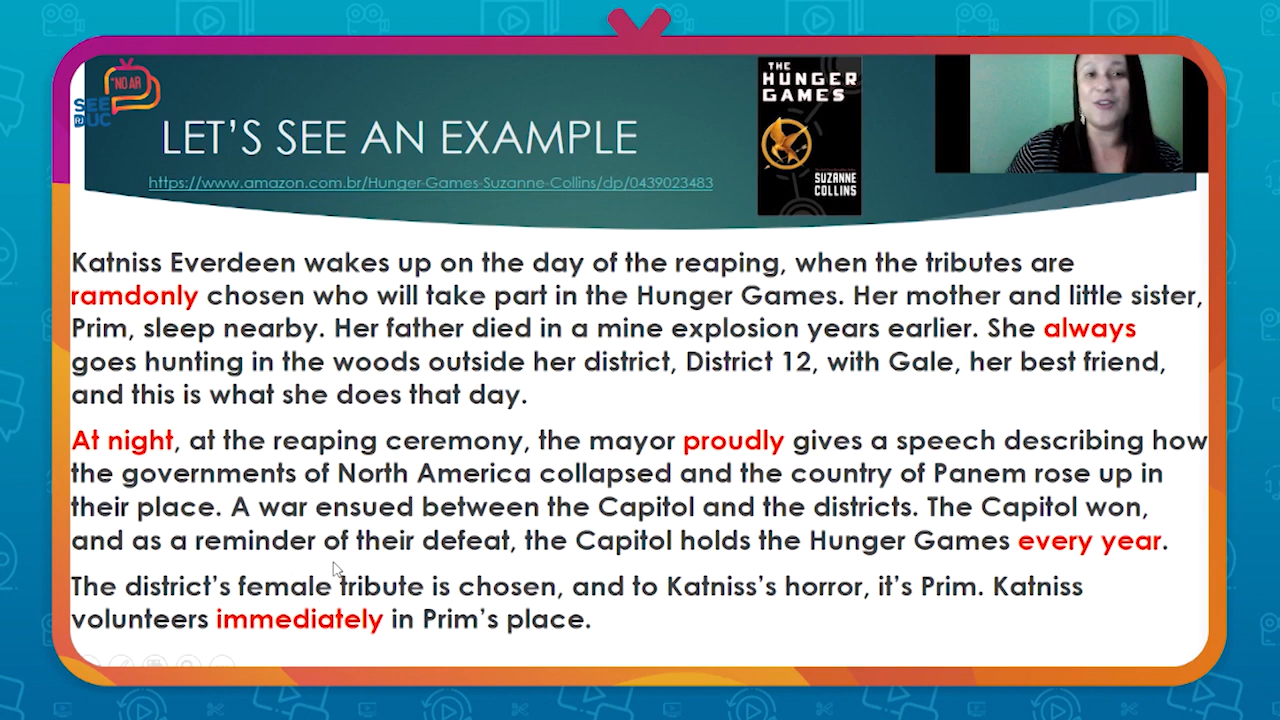 NO AR
SEE
RJ DUC
LET'S SEE AN EXAMPLE
https://www.amazon.com.br/Hunger-Games-Suzanne-Collins/dp/0439023483
THE
HUNGER
GAMES
SUZANNE
COLLINS
Katniss Everdeen wakes up on the day of the reaping, when the tributes are
ramdonly chosen who will take part in the Hunger Games. Her mother and little sister,
Prim, sleep nearby. Her father died in a mine explosion years earlier. She always
goes hunting in the woods outside her district, District 12, with Gale, her best friend,
and this is what she does that day.
At night, at the reaping ceremony, the mayor proudly gives a speech describing how
the governments of North America collapsed and the country of Panem rose up in
their place. A war ensued between the Capitol and the districts. The Capitol won,
and as a reminder of their defeat, the Capitol holds the Hunger Games every year.
The district's female tribute is chosen, and to Katniss's horror, it's Prim. Katniss
volunteers immediately in Prim's place.